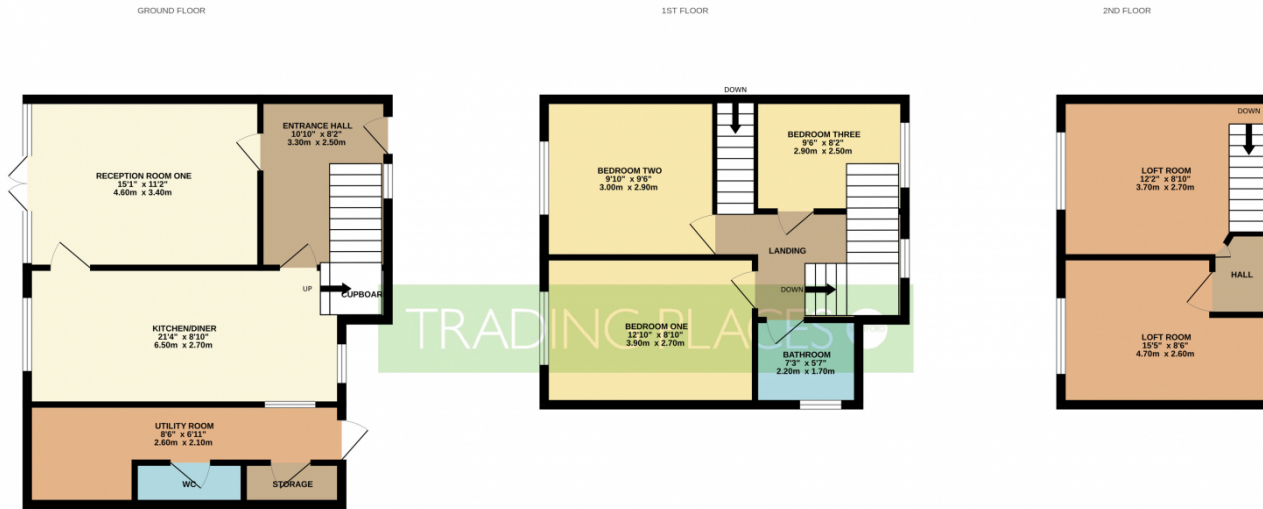 GROUND FLOOR
1ST FLOOR
2ND FLOOR
ENTRANCE HALL
10'10" x 8'2"
3.30m x 2.50m
RECEPTION ROOM ONE
15'1" x 11'2"
4.60m x 3.40m
UP
CUPBOAR
KITCHEN/DINER
21'4" x 8'10"
6.50m x 2.70m
UTILITY ROOM
8'6" x 6'11"
2.60m x 2.10m
WC
STORAGE
DOWN
BEDROOM TWO
9'10" x 9'6"
3.00m x 2.90m
BEDROOM THREE
9'6" x 8'2"
2.90m x 2.50m
LANDING
DOWN
BEDROOM ONE
12'10" x 8'10"
3.90m x 2.70m
BATHROOM
7'3" x 5'7"
2.20m x 1.70m
TRADING PLACES
DOWN
LOFT ROOM
12'2" x 8'10"
3.70m x 2.70m
HALL
LOFT ROOM
15'5" x 8'6"
4.70m x 2.60m